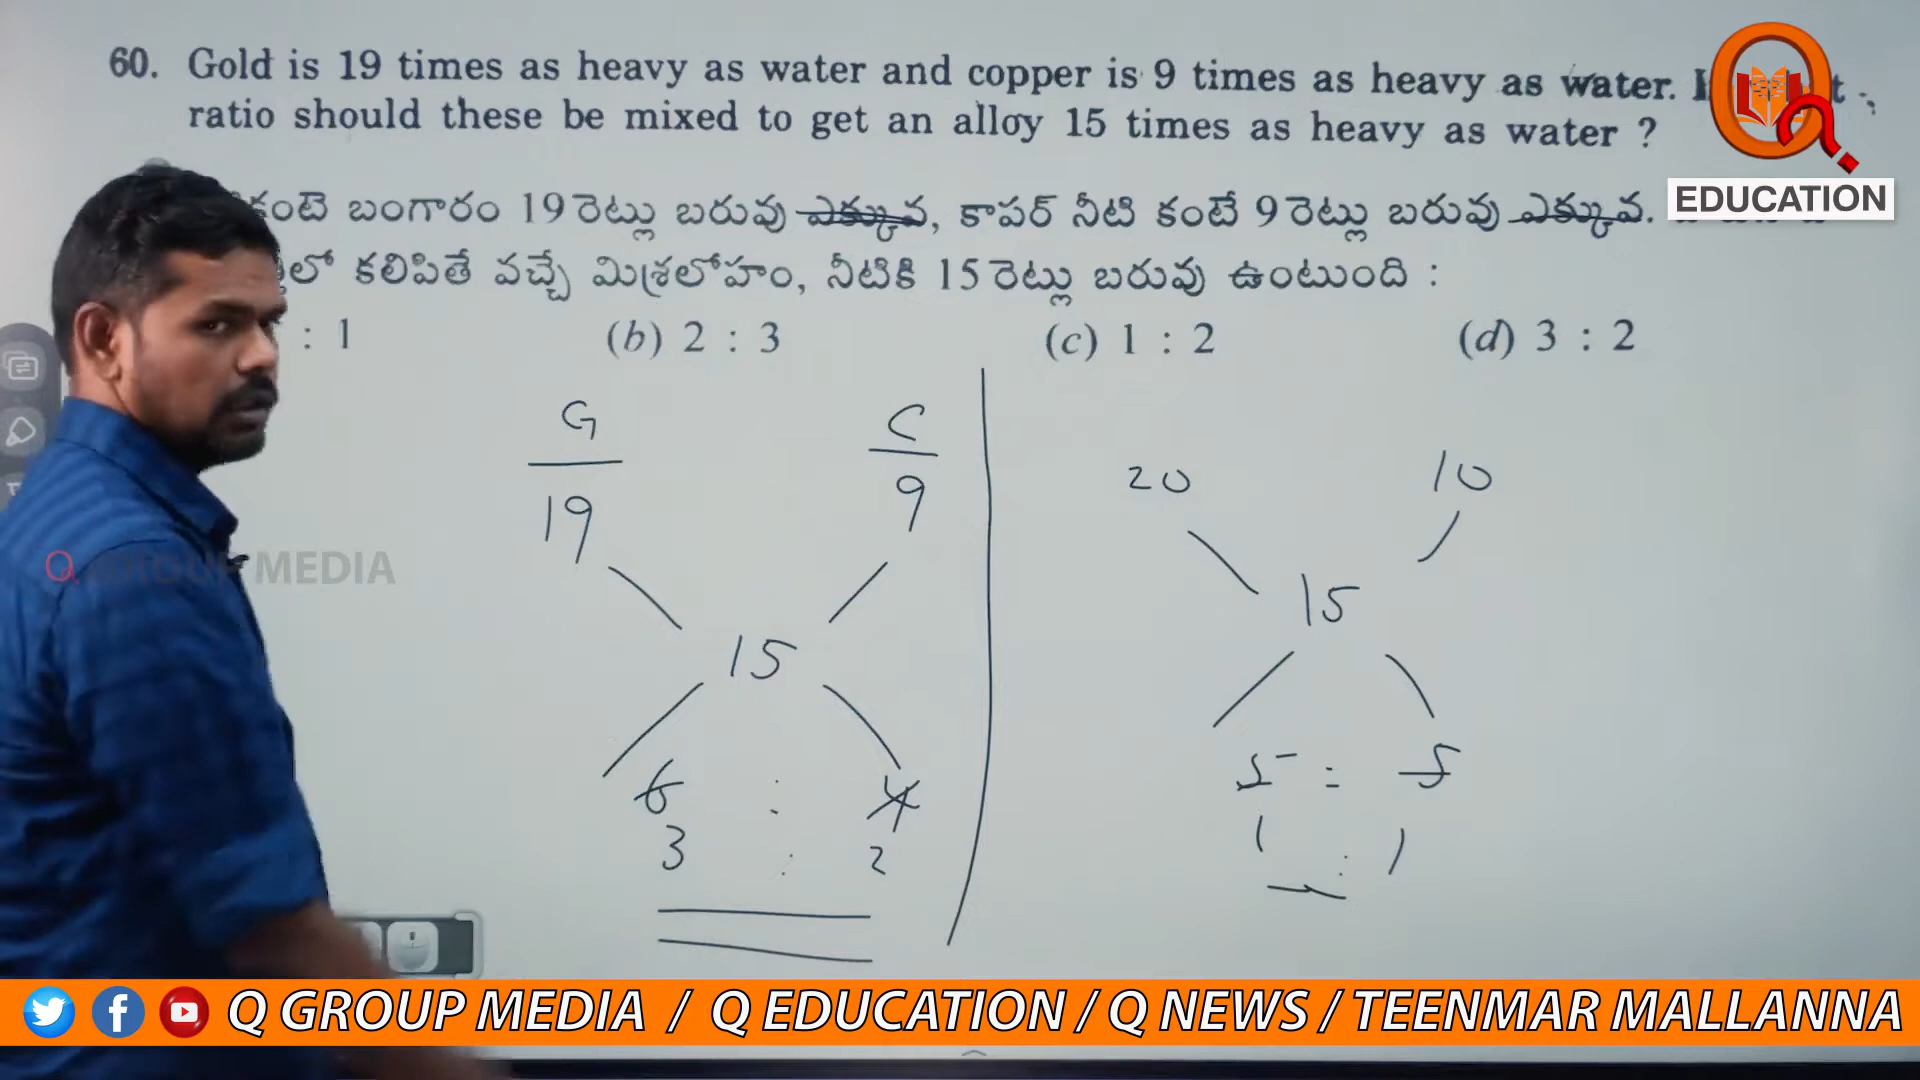 60. Gold is 19 times as heavy as water and copper is 9 times as heavy as water.
ratio should these be mixed to get an alloy 15 times as heavy as water ?
బంగారం 19 రెట్లు బరువు ఎక్కువ, కాపర్ నీటి కంటే 9 రెట్లు బరువు ఎక్కువ.
కలిపితే వచ్చే మిశ్రలోహం, నీటికి 15 రెట్లు బరువు ఉంటుంది :
: 1 (b) 2 : 3 (c) 1 : 2 (d) 3 : 2
G C
19 9
15
6 : 4
3 : 2
20 10
15
5 : 5
1 : 1
EDUCATION
Q GROUP MEDIA
Q GROUP MEDIA / Q EDUCATION / Q NEWS / TEENMAR MALLANNA